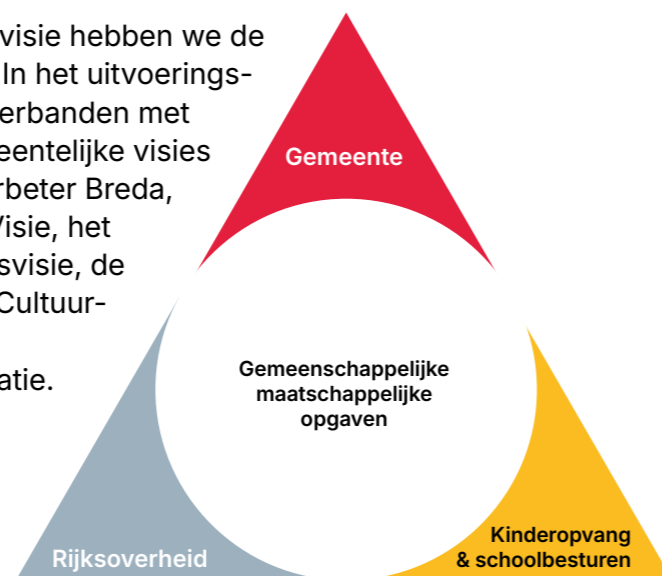 visie hebben we de
In het uitvoerings-
erbanden met
eentelijke visies
rbeter Breda,
Visie, het
svisie, de
Cultuur-
atie.
Gemeente
Gemeenschappelijke
maatschappelijke
opgaven
Rijksoverheid
Kinderopvang
& schoolbesturen